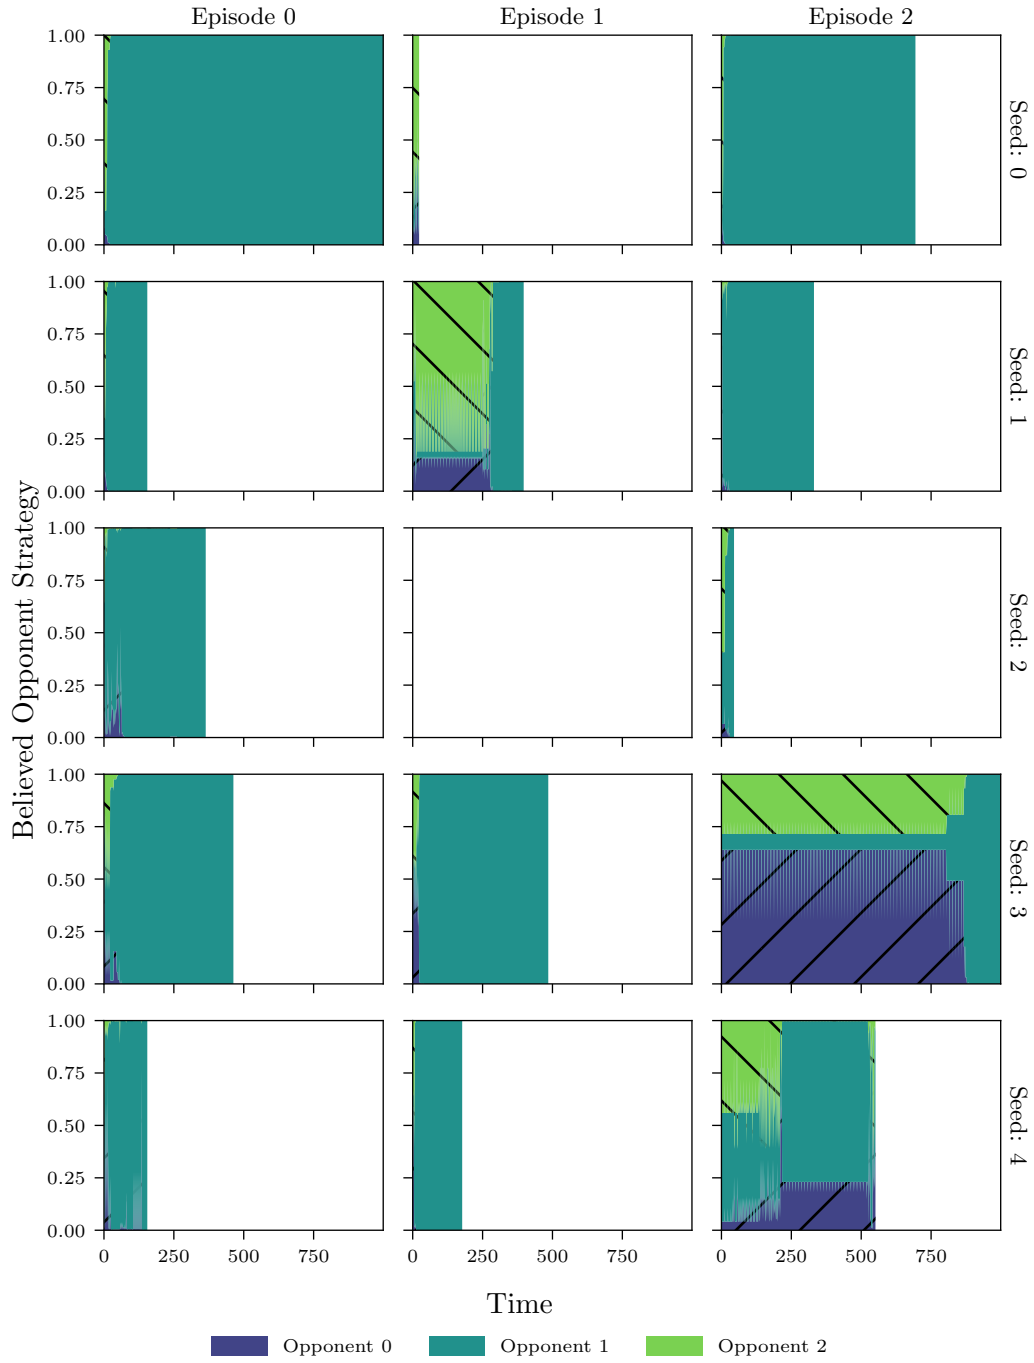 Episode 0 Episode 1 Episode 2
1.00
0.75
0.50
0.25
0.00
Seed: 0
1.00
0.75
0.50
0.25
0.00
Seed: 1
Believed Opponent Strategy
1.00
0.75
0.50
0.25
0.00
Seed: 2
1.00
0.75
0.50
0.25
0.00
Seed: 3
1.00
0.75
0.50
0.25
0.00
Seed: 4
0 250 500 750 0 250 500 750 0 250 500 750
Time
Opponent 0 Opponent 1 Opponent 2